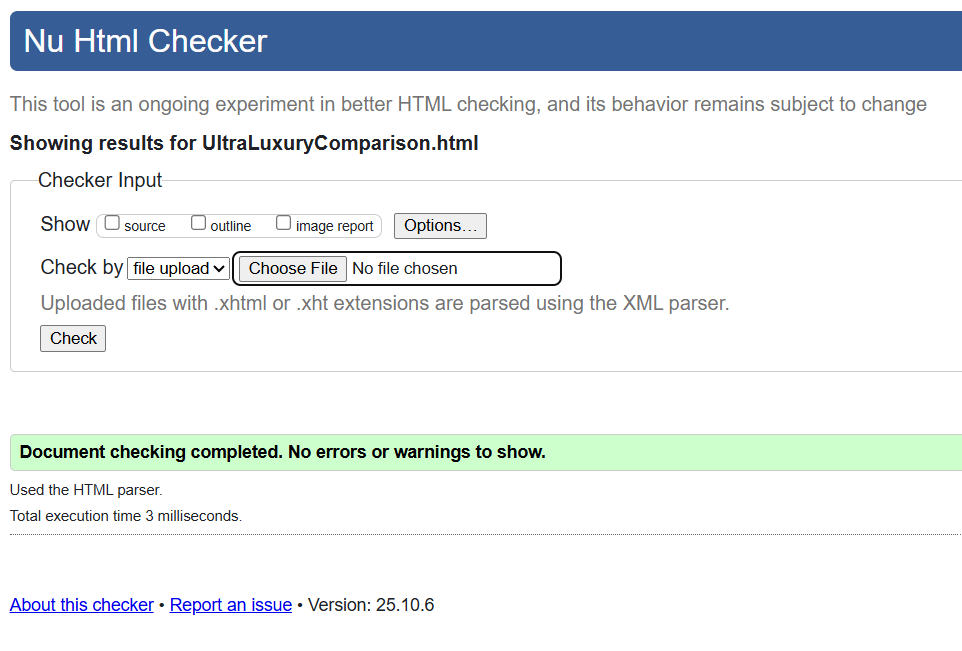 Nu Html Checker
This tool is an ongoing experiment in better HTML checking, and its behavior remains subject to change
Showing results for UltraLuxuryComparison.html
Checker Input
Show source outline image report Options...
Check by file upload Choose File No file chosen
Uploaded files with .xhtml or .xht extensions are parsed using the XML parser.
Check
Document checking completed. No errors or warnings to show.
Used the HTML parser.
Total execution time 3 milliseconds.
About this checker • Report an issue • Version: 25.10.6